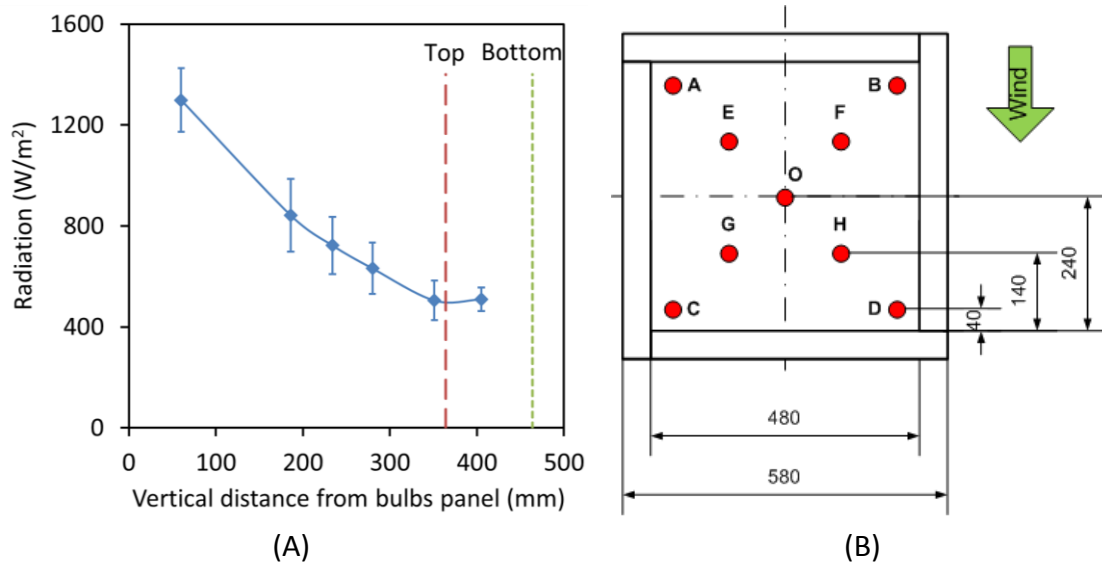 1600
1200
800
400
0
Radiation (W/m²)
Top
Bottom
0 100 200 300 400 500
Vertical distance from bulbs panel (mm)
(A)
A
B
E
F
O
G
H
C
D
Wind
40
140
240
480
580
(B)